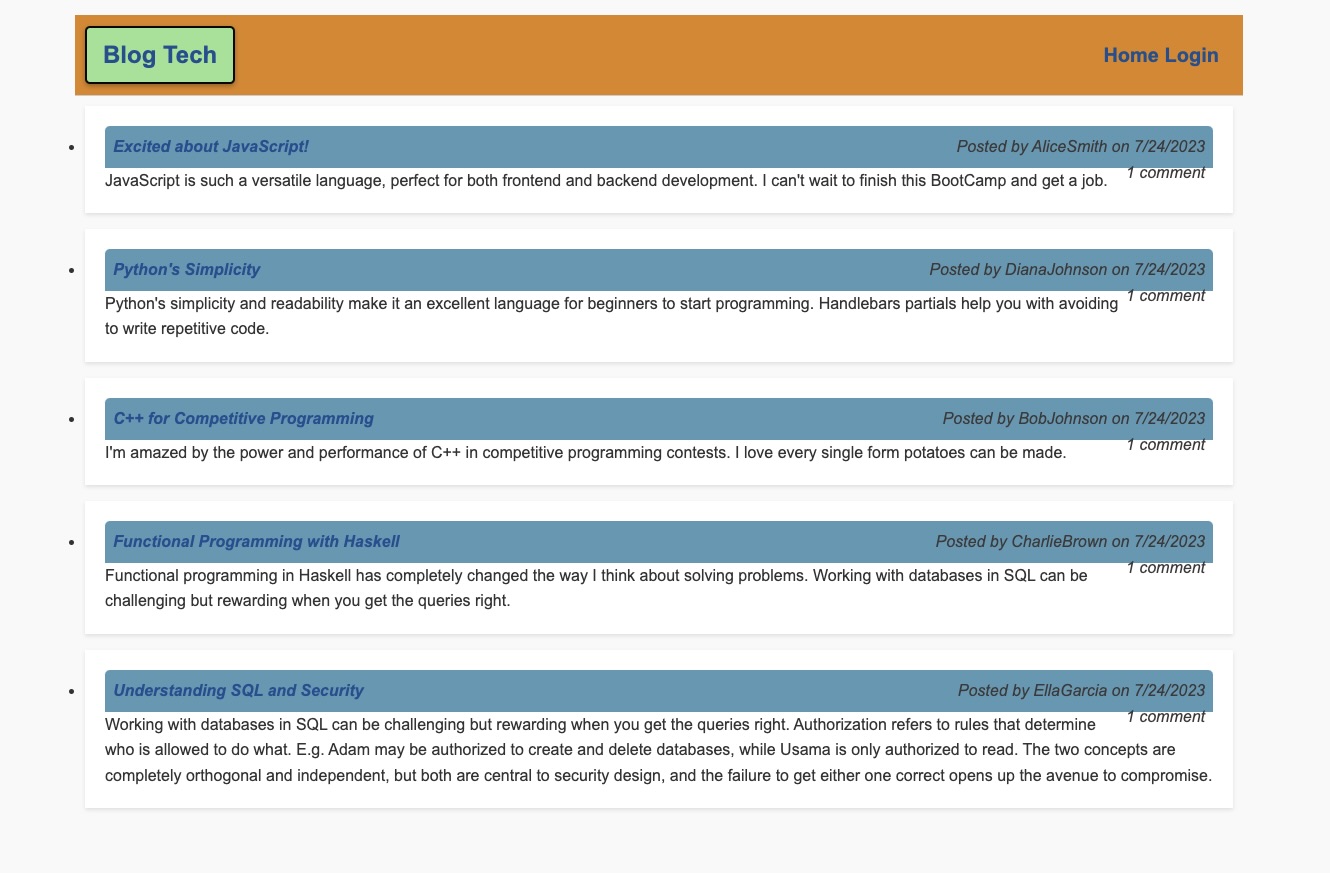 Blog Tech
Home Login
Excited about JavaScript!
Posted by AliceSmith on 7/24/2023
1 comment
JavaScript is such a versatile language, perfect for both frontend and backend development. I can't wait to finish this BootCamp and get a job.
Python's Simplicity
Posted by DianaJohnson on 7/24/2023
1 comment
Python's simplicity and readability make it an excellent language for beginners to start programming. Handlebars partials help you with avoiding
to write repetitive code.
C++ for Competitive Programming
Posted by BobJohnson on 7/24/2023
1 comment
I'm amazed by the power and performance of C++ in competitive programming contests. I love every single form potatoes can be made.
Functional Programming with Haskell
Posted by CharlieBrown on 7/24/2023
1 comment
Functional programming in Haskell has completely changed the way I think about solving problems. Working with databases in SQL can be
challenging but rewarding when you get the queries right.
Understanding SQL and Security
Posted by EllaGarcia on 7/24/2023
1 comment
Working with databases in SQL can be challenging but rewarding when you get the queries right. Authorization refers to rules that determine
who is allowed to do what. E.g. Adam may be authorized to create and delete databases, while Usama is only authorized to read. The two concepts are
completely orthogonal and independent, but both are central to security design, and the failure to get either one correct opens up the avenue to compromise.